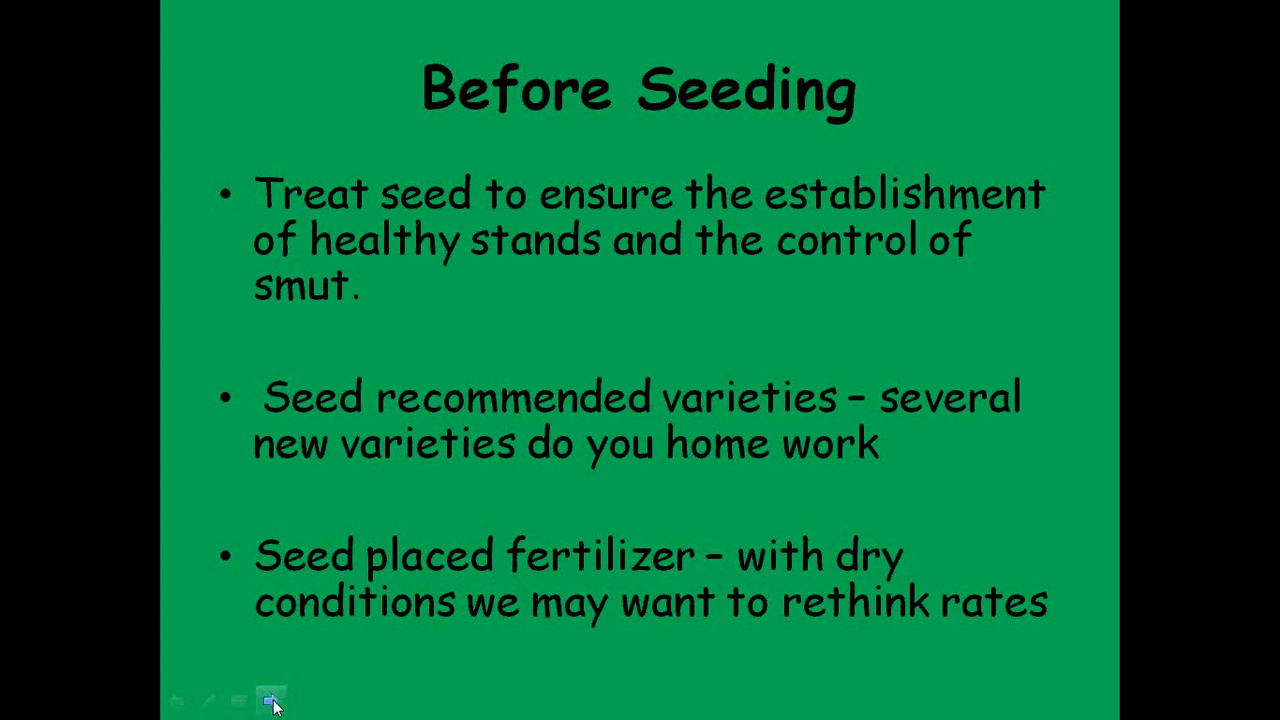 Before Seeding
• Treat seed to ensure the establishment
of healthy stands and the control of
smut.
• Seed recommended varieties – several
new varieties do you home work
• Seed placed fertilizer – with dry
conditions we may want to rethink rates